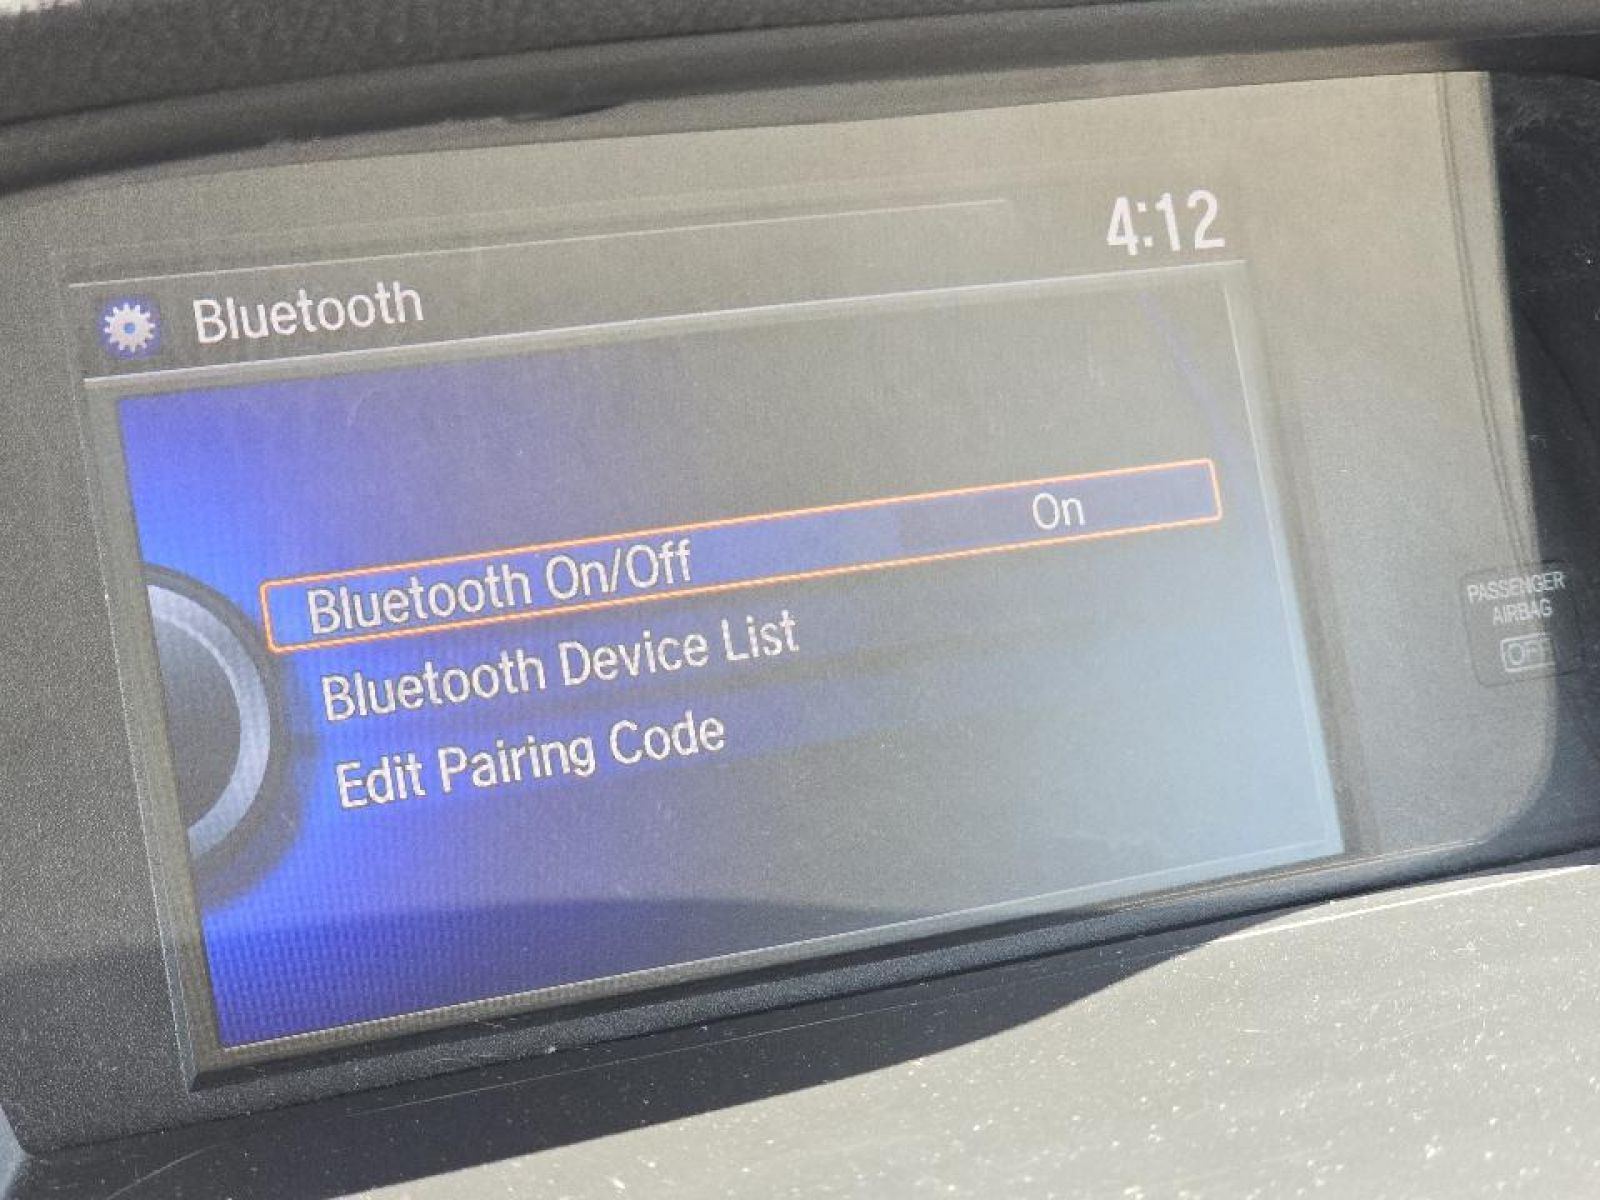 4:12
Bluetooth
Bluetooth On/Off On
Bluetooth Device List
Edit Pairing Code
PASSENGER
AIRBAG
OFF